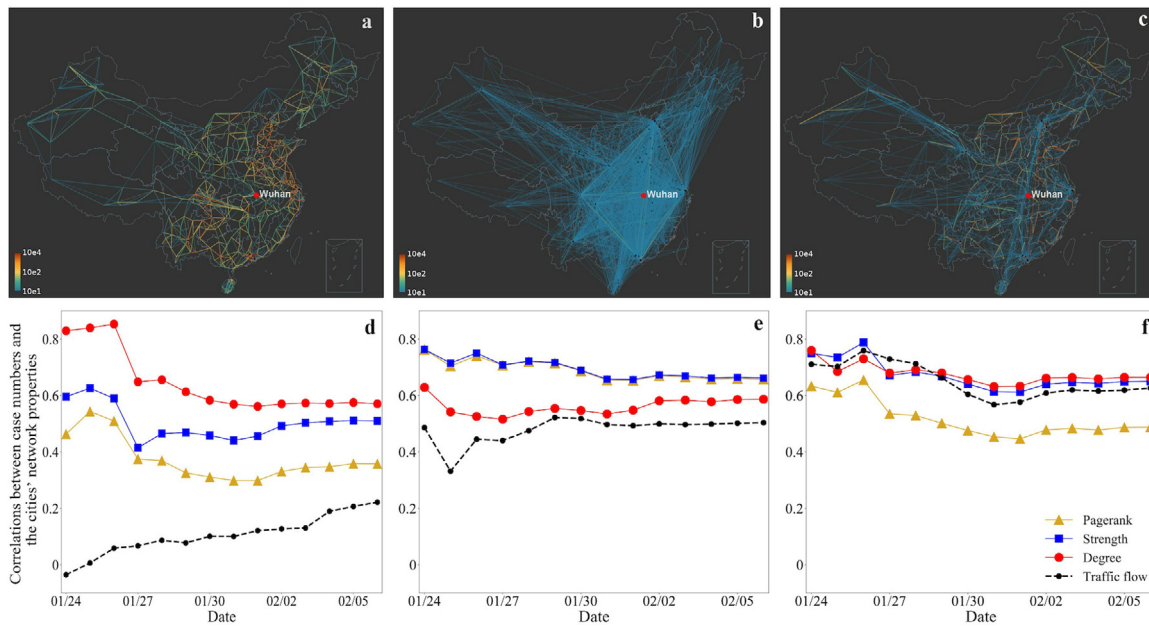 a
Wuhan
10e4
10e2
10e1
b
Wuhan
10e4
10e2
10e1
c
Wuhan
10e4
10e2
10e1
Correlations between case numbers and
the cities' network properties
d
0.8
0.6
0.4
0.2
0
01/24 01/27 01/30 02/02 02/05
Date
e
0.8
0.6
0.4
0.2
0
01/24 01/27 01/30 02/02 02/05
Date
f
0.8
0.6
0.4
0.2
0
Pagerank
Strength
Degree
Traffic flow
01/24 01/27 01/30 02/02 02/05
Date